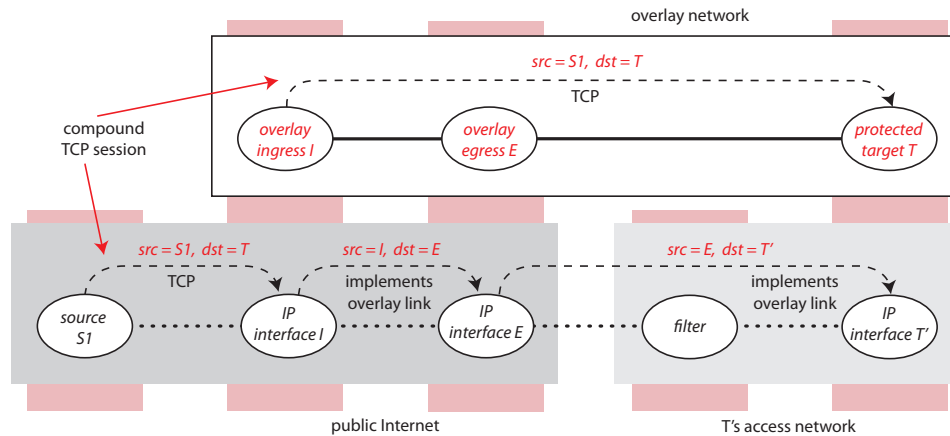 overlay network
src = S1, dst = T
TCP
compound
TCP session
overlay
ingress I
overlay
egress E
protected
target T
src = S1, dst = T
TCP
src = I, dst = E
implements
overlay link
src = E, dst = T’
implements
overlay link
source
S1
IP
interface I
IP
interface E
filter
IP
interface T’
public Internet
T's access network